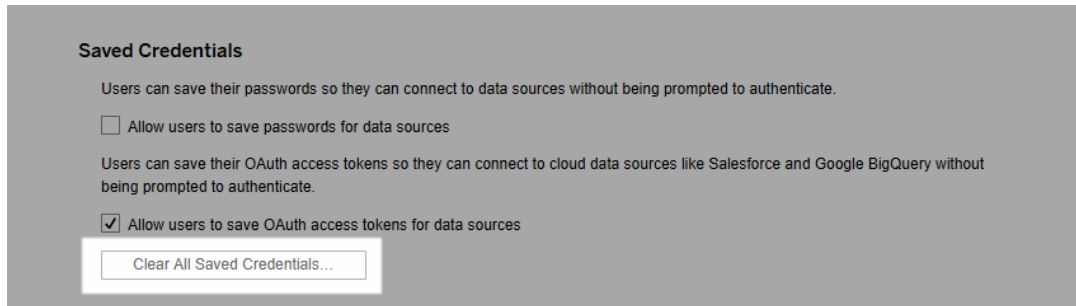 Saved Credentials
Users can save their passwords so they can connect to data sources without being prompted to authenticate.
Allow users to save passwords for data sources
Users can save their OAuth access tokens so they can connect to cloud data sources like Salesforce and Google BigQuery without
being prompted to authenticate.
Allow users to save OAuth access tokens for data sources
Clear All Saved Credentials...